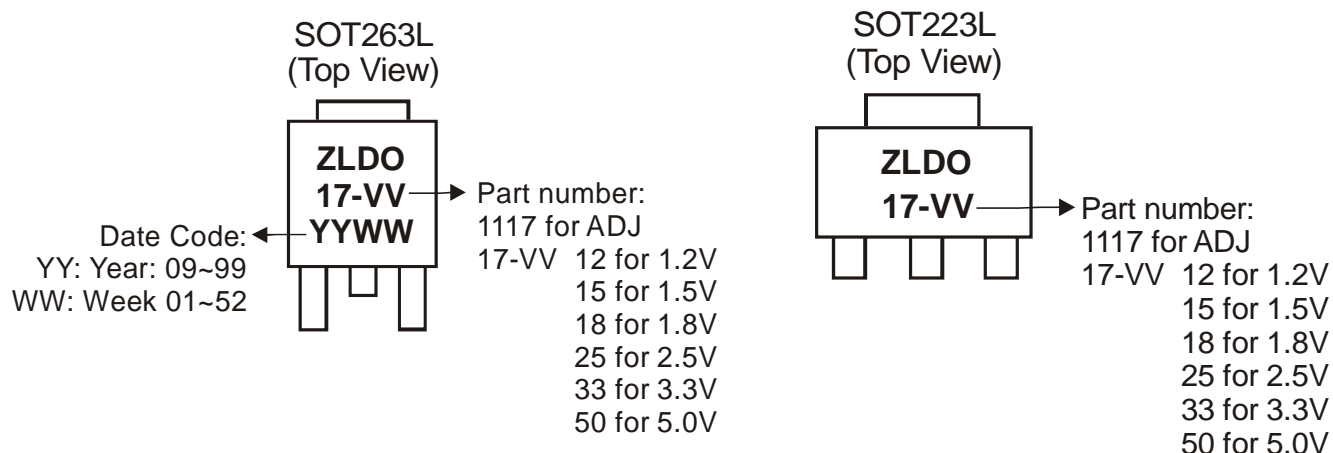 SOT263L
(Top View)
ZLDO
17-VV
YYWW
Date Code:
YY: Year: 09~99
WW: Week 01~52
Part number:
1117 for ADJ
17-VV 12 for 1.2V
15 for 1.5V
18 for 1.8V
25 for 2.5V
33 for 3.3V
50 for 5.0V
SOT223L
(Top View)
ZLDO
17-VV
Part number:
1117 for ADJ
17-VV 12 for 1.2V
15 for 1.5V
18 for 1.8V
25 for 2.5V
33 for 3.3V
50 for 5.0V